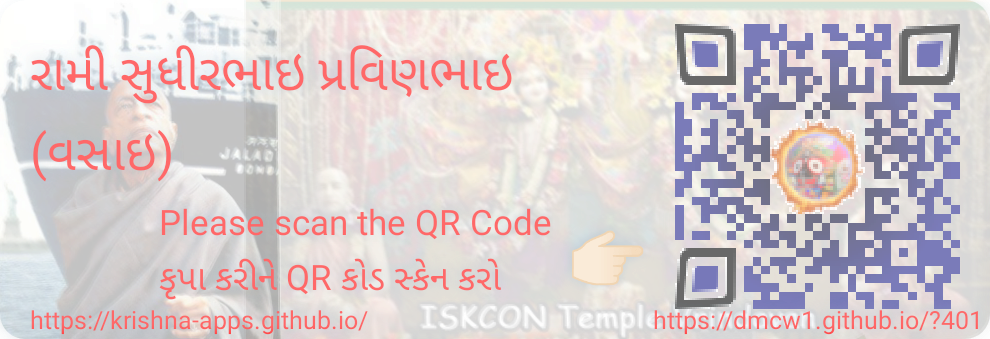 રામી સુધીરભાઇ પ્રવિણભાઇ
(વસાઇ)
JALAD
Please scan the QR Code
કૃપા કરીને QR કોડ સ્કેન કરો
ISKCON Temple
https://krishna-apps.github.io/
https://dmcw1.github.io/?401